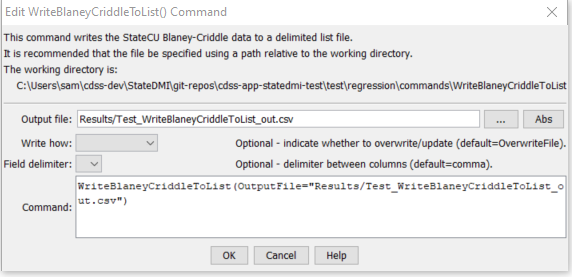 Edit WriteBlaneyCriddleToList() Command
This command writes the StateCU Blaney-Criddle data to a delimited list file.
It is recommended that the file be specified using a path relative to the working directory.
The working directory is:
C:\Users\sam\cdss-dev\StateDMI\git-repos\cdss-app-statedmi-test\test\regression\commands\WriteBlaneyCriddleToList
Output file: Results/Test_WriteBlaneyCriddleToList_out.csv ... Abs
Write how: Optional - indicate whether to overwrite/update (default=OverwriteFile).
Field delimiter: Optional - delimiter between columns (default=comma).
WriteBlaneyCriddleToList(OutputFile="Results/Test_WriteBlaneyCriddleToList_o
ut.csv")
Command:
OK Cancel Help